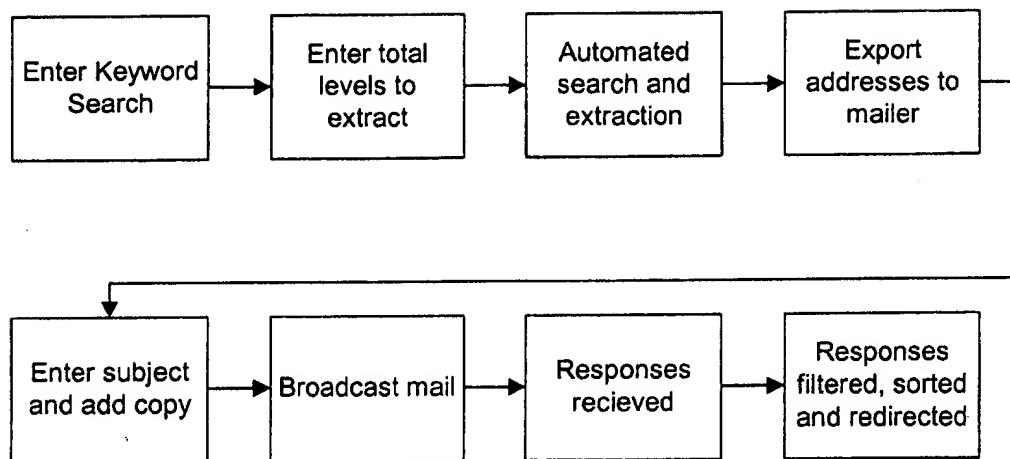 Enter Keyword
Search
Enter total
levels to
extract
Automated
search and
extraction
Export
addresses to
mailer
Enter subject
and add copy
Broadcast mail
Responses
recieved
Responses
filtered, sorted
and redirected